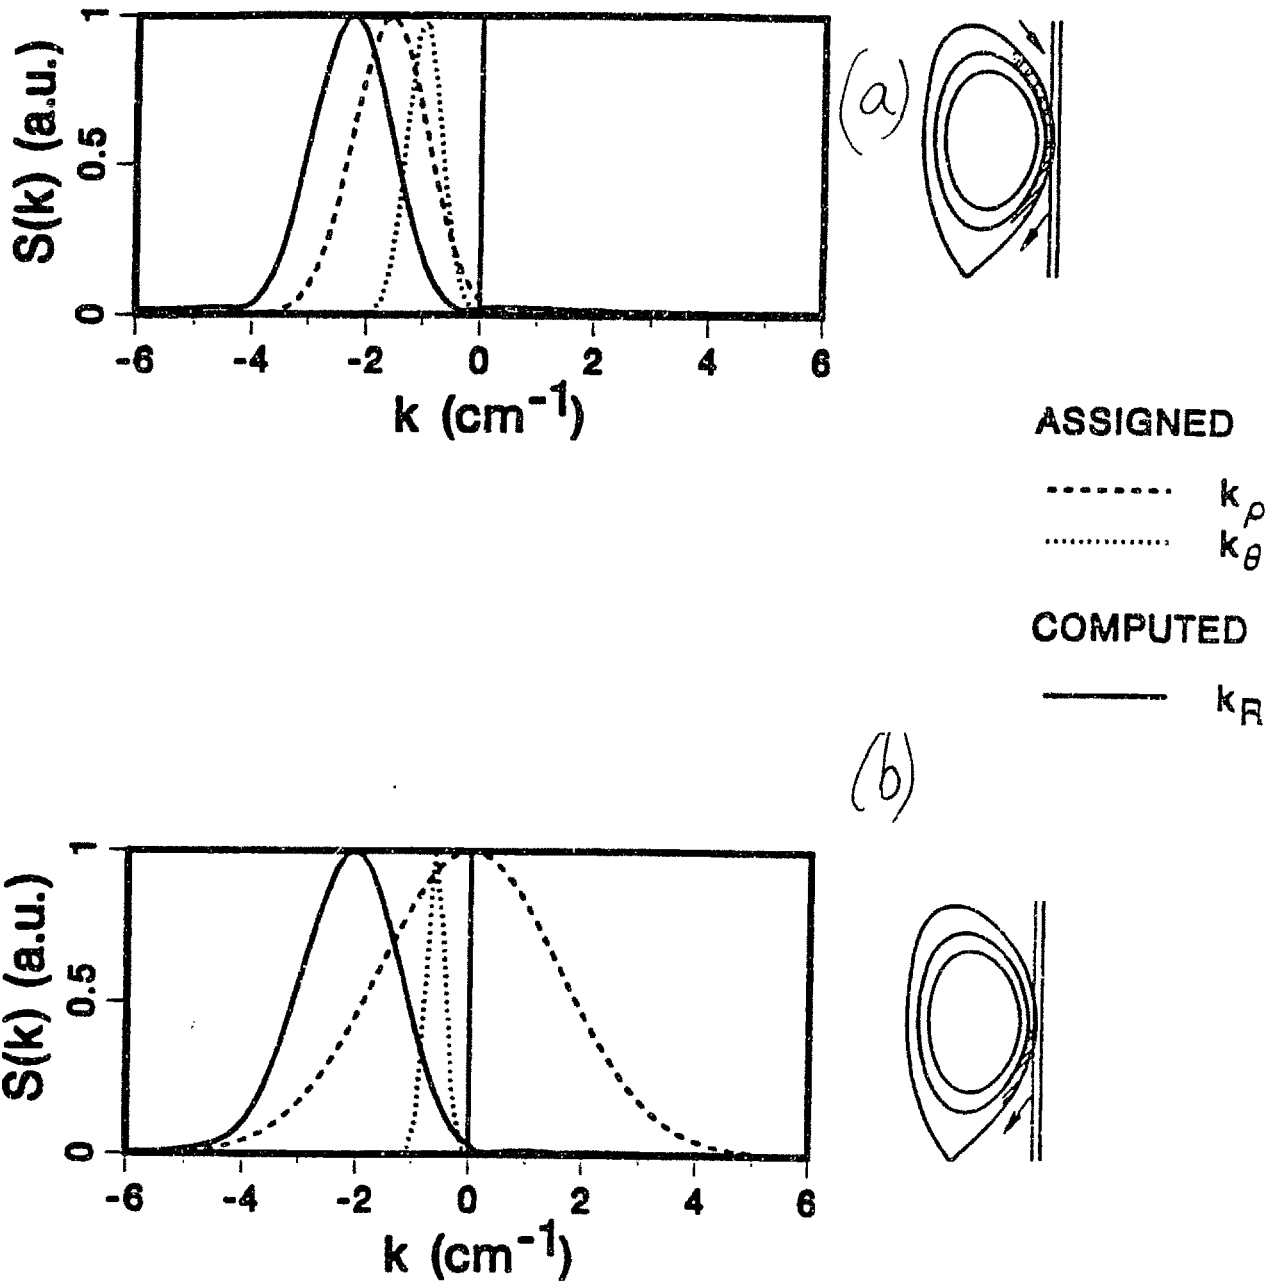 S(k) (a.u.)
1
0.5
0
-6 -4 -2 0 2 4 6
k (cm⁻¹)
(a)
ASSIGNED
k_ρ
k_θ
COMPUTED
k_R
(b)
S(k) (a.u.)
1
0.5
0
-6 -4 -2 0 2 4 6
k (cm⁻¹)